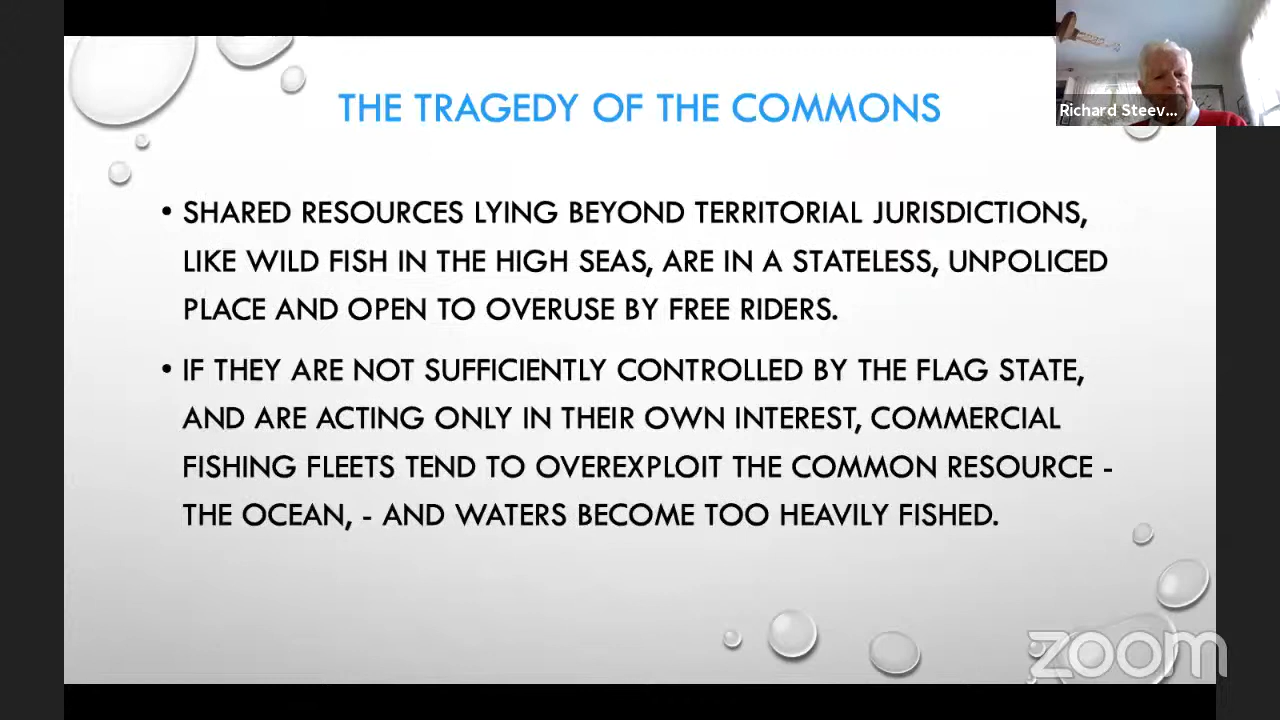 THE TRAGEDY OF THE COMMONS
Richard Steev...
• SHARED RESOURCES LYING BEYOND TERRITORIAL JURISDICTIONS,
LIKE WILD FISH IN THE HIGH SEAS, ARE IN A STATELESS, UNPOLICED
PLACE AND OPEN TO OVERUSE BY FREE RIDERS.
• IF THEY ARE NOT SUFFICIENTLY CONTROLLED BY THE FLAG STATE,
AND ARE ACTING ONLY IN THEIR OWN INTEREST, COMMERCIAL
FISHING FLEETS TEND TO OVEREXPLOIT THE COMMON RESOURCE -
THE OCEAN, - AND WATERS BECOME TOO HEAVILY FISHED.
zoom